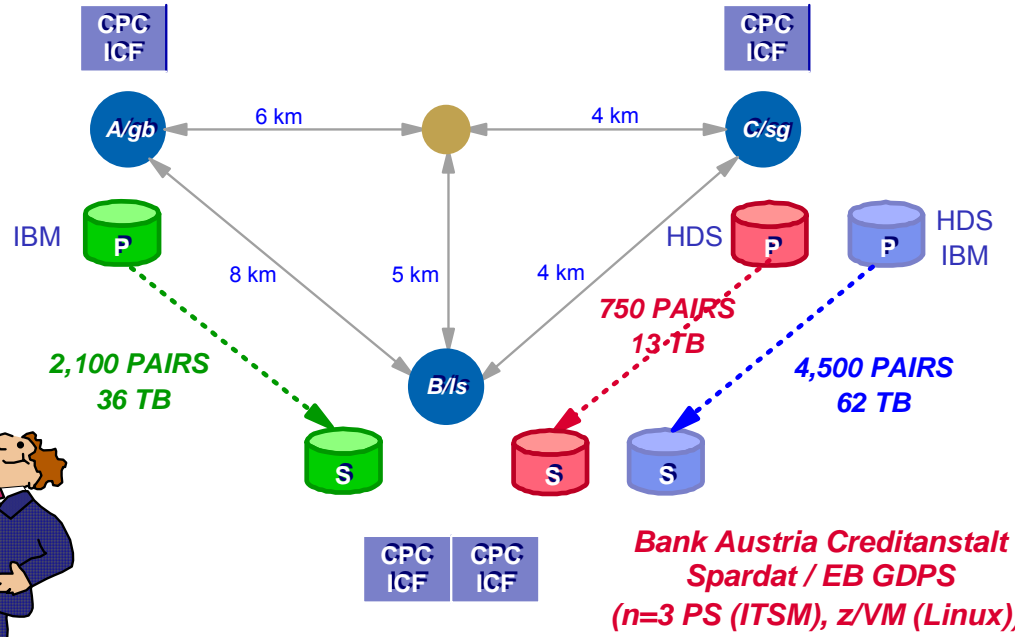 CPC
ICF
CPC
ICF
A/gb
6 km
4 km
C/sg
IBM
P
HDS
P
P
HDS
IBM
8 km
5 km
4 km
2,100 PAIRS
36 TB
750 PAIRS
13 TB
4,500 PAIRS
62 TB
B/ls
S
S
S
CPC
ICF
CPC
ICF
Bank Austria Creditanstalt
Spardat / EB GDPS
(n=3 PS (ITSM), z/VM (Linux),